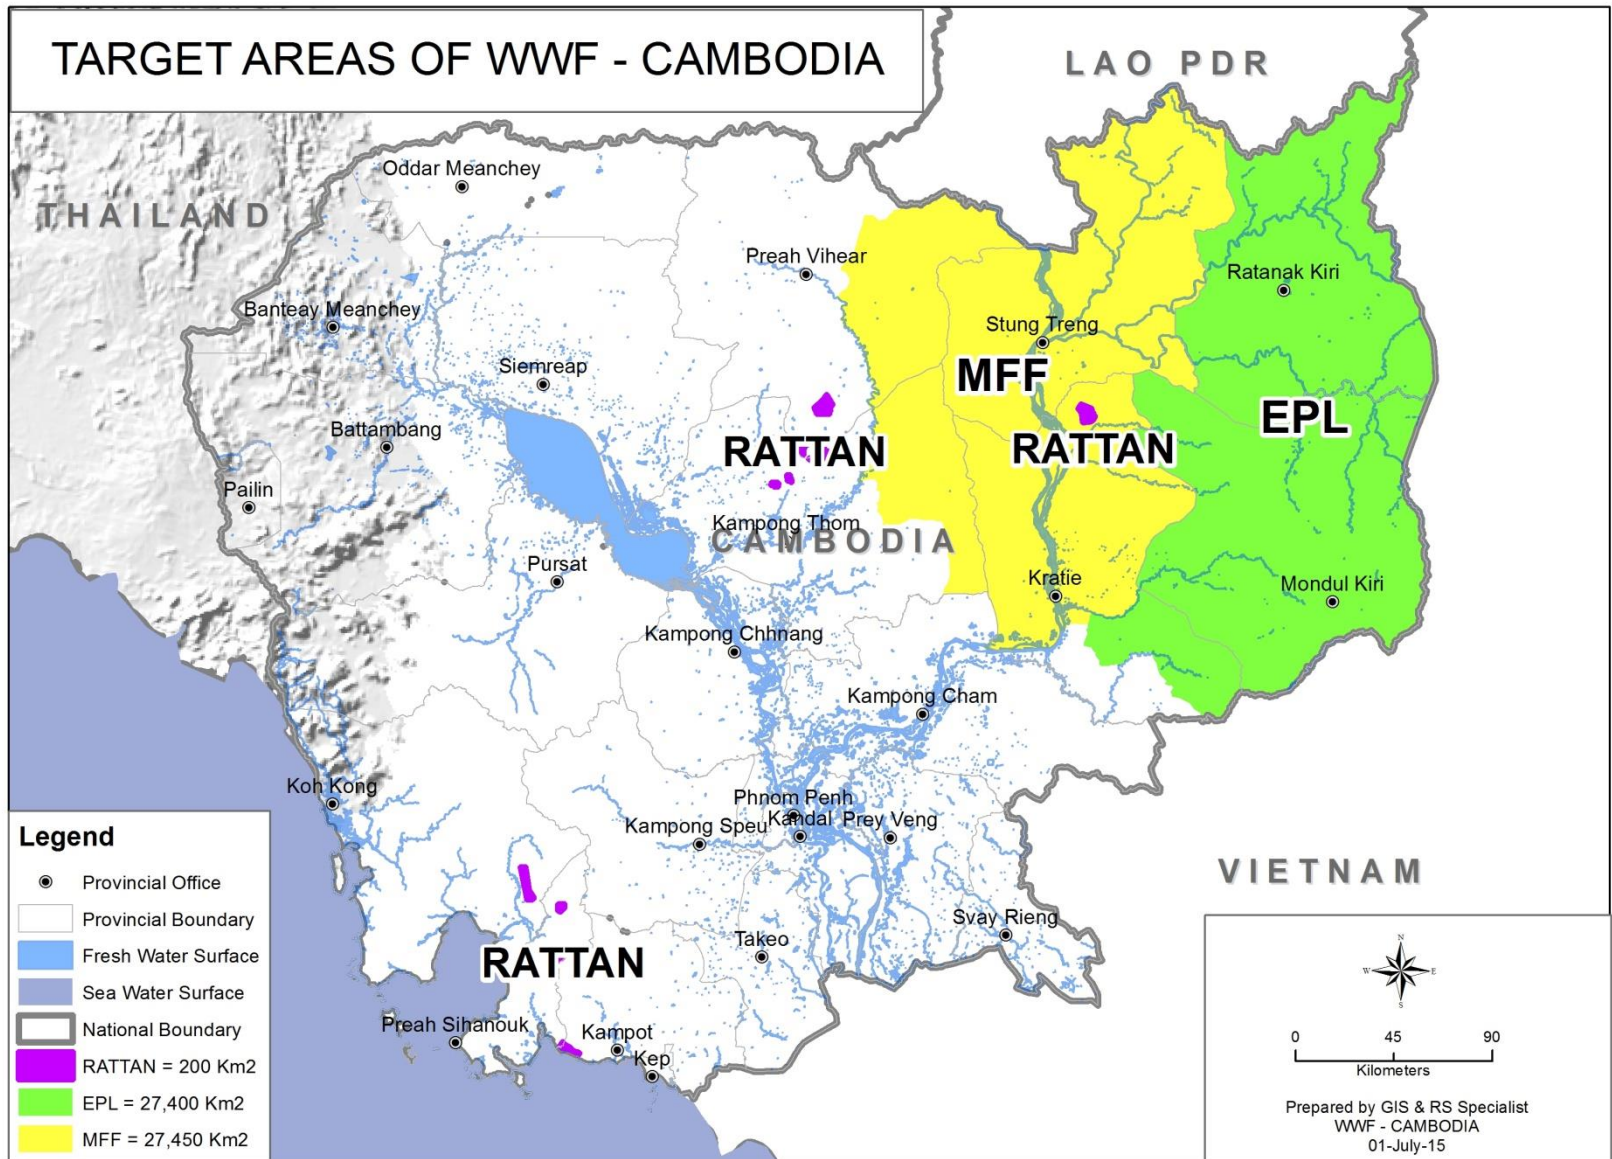 TARGET AREAS OF WWF - CAMBODIA
LAO PDR
THAILAND
Oddar Meanchey
Preah Vihear
Ratanak Kiri
Banteay Meanchey
Stung Treng
Siemreap
MFF
EPL
Battambang
RATTAN
RATTAN
Pailin
Kampong Thom
CAMBODIA
Pursat
Kratie
Mondul Kiri
Kampong Chhnang
Kampong Cham
Koh Kong
Phnom Penh
Kampong Speu
Kandal
Prey Veng
VIETNAM
Svay Rieng
Takeo
RATTAN
Preah Sihanouk
Kampot
Kep
Legend
Provincial Office
Provincial Boundary
Fresh Water Surface
Sea Water Surface
National Boundary
RATTAN = 200 Km2
EPL = 27,400 Km2
MFF = 27,450 Km2
N
W E
S
0 45 90
Kilometers
Prepared by GIS & RS Specialist
WWF - CAMBODIA
01-July-15